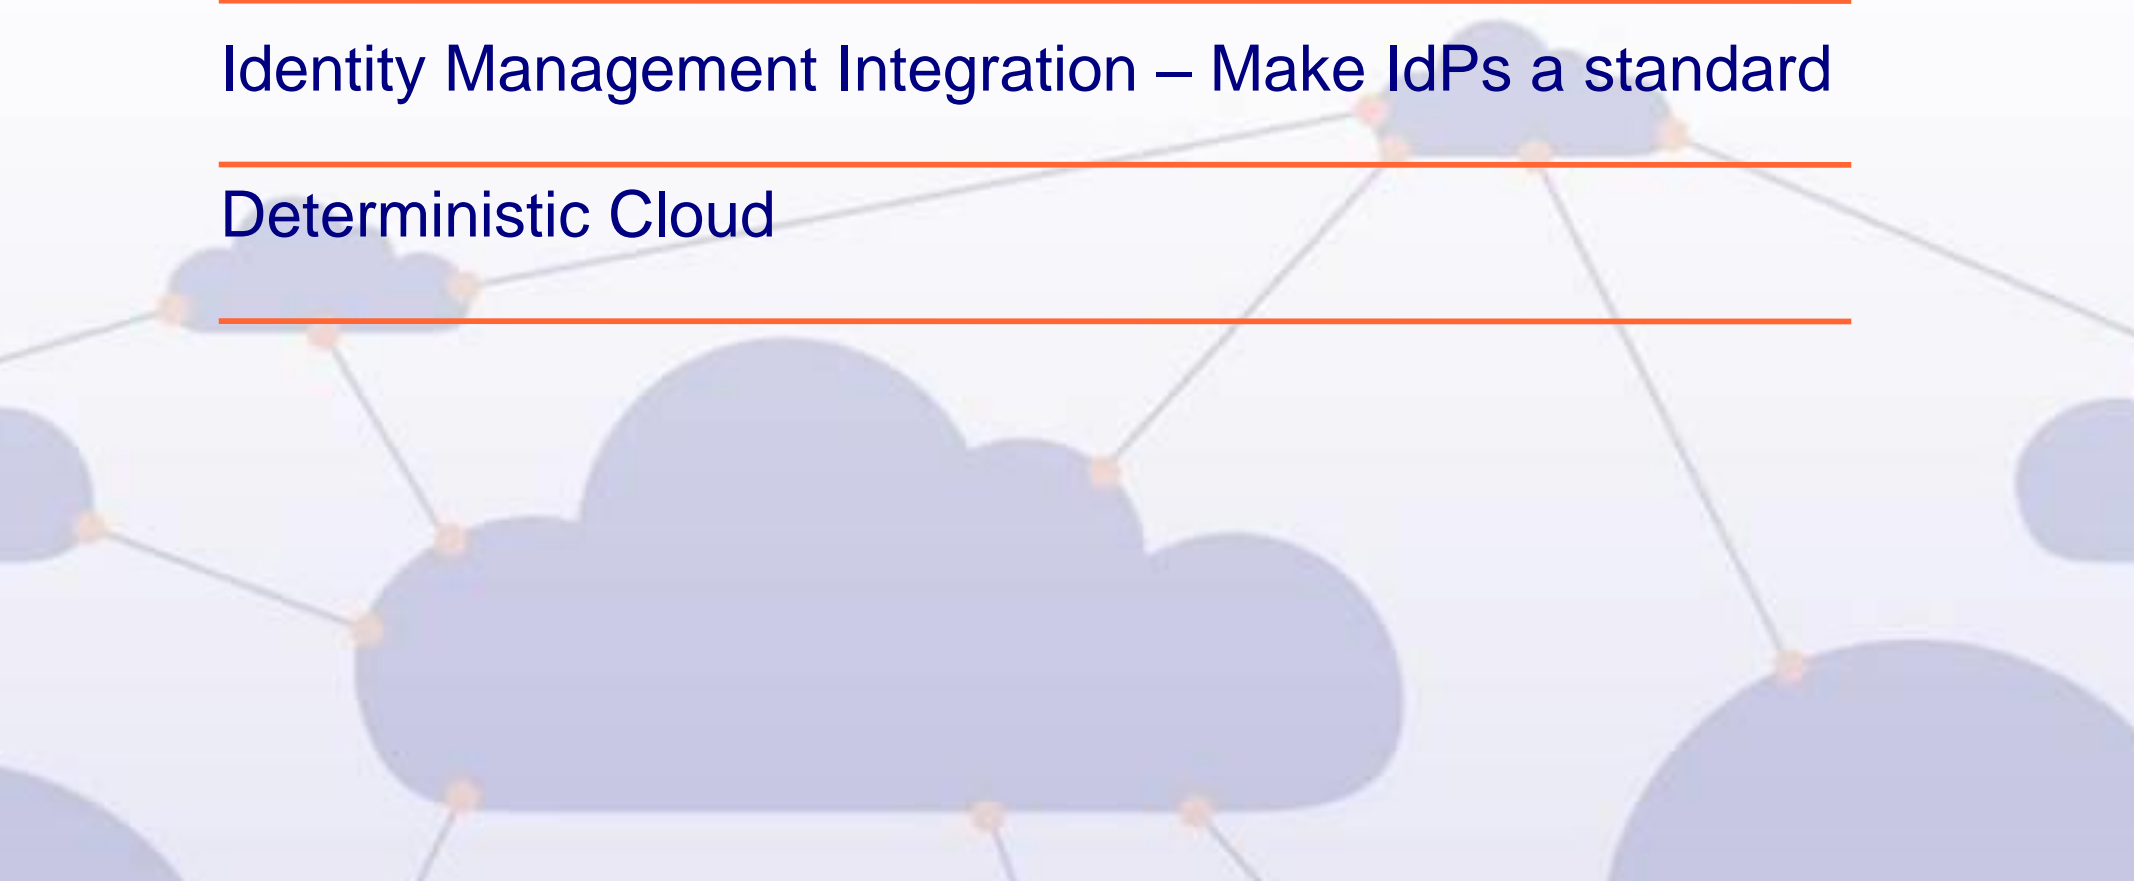 Identity Management Integration – Make IdPs a standard
Deterministic Cloud